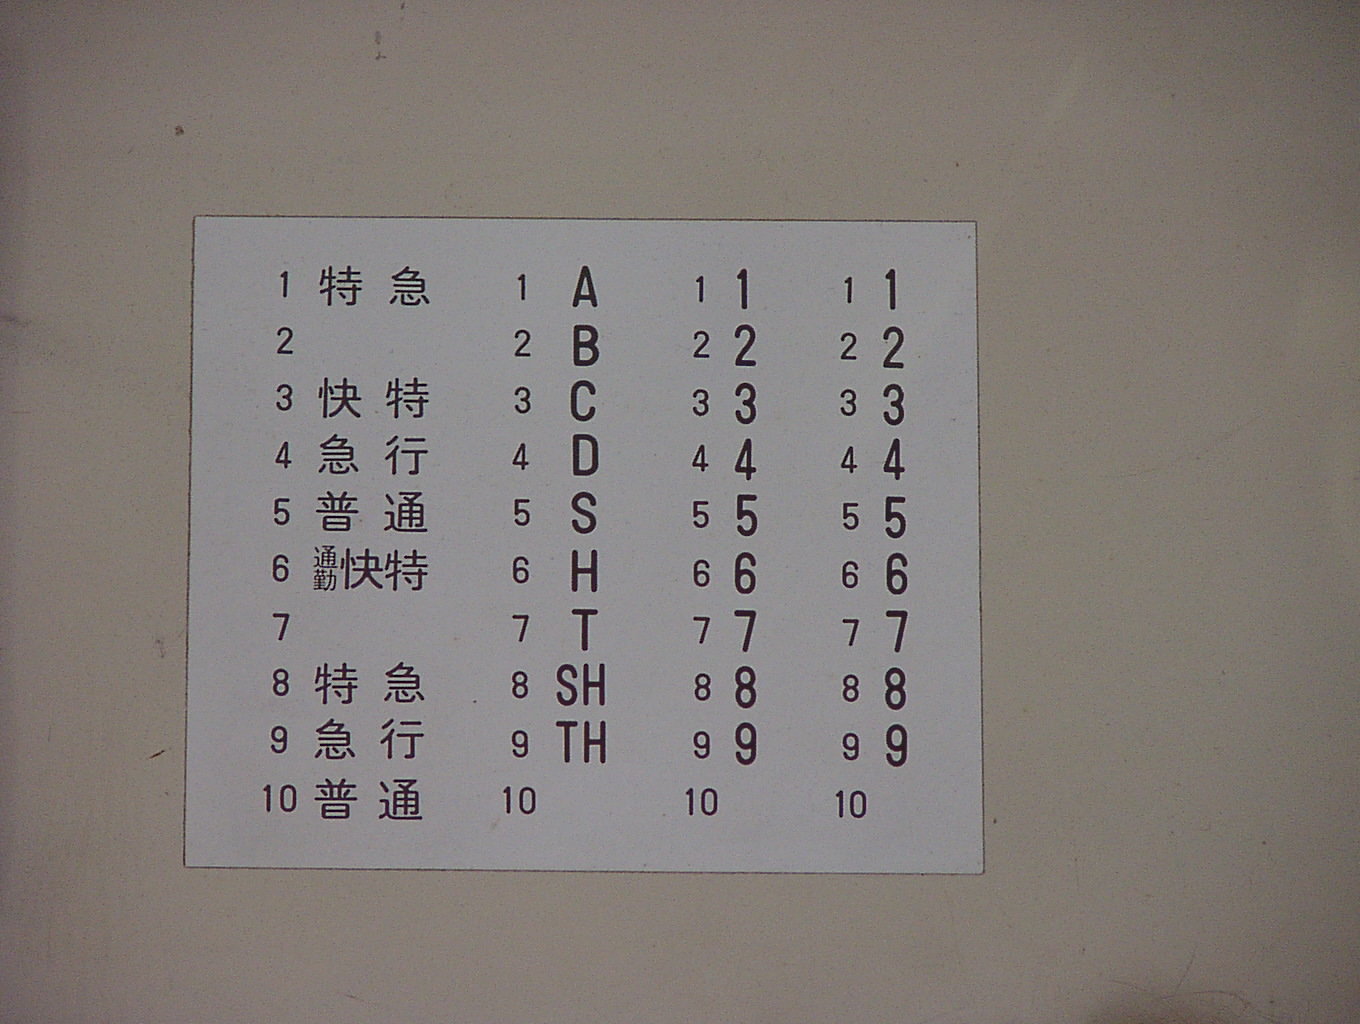 1 特 急 1 A 1 1 1 1
2 2 B 2 2 2 2
3 快 特 3 C 3 3 3 3
4 急 行 4 D 4 4 4 4
5 普 通 5 S 5 5 5 5
6 通勤快特 6 H 6 6 6 6
7 7 T 7 7 7 7
8 特 急 8 SH 8 8 8 8
9 急 行 9 TH 9 9 9 9
10 普 通 10 10 10